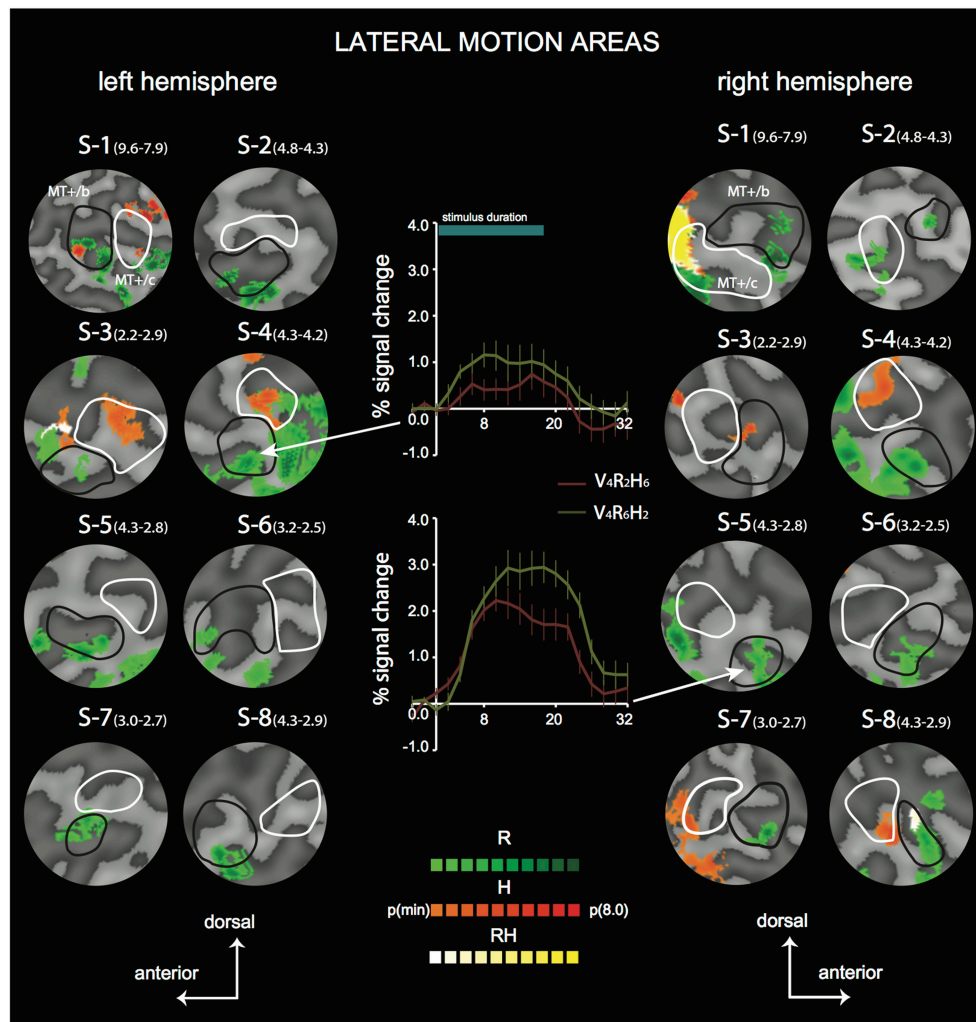 LATERAL MOTION AREAS
left hemisphere
right hemisphere
S-1(9.6-7.9)
S-2(4.8-4.3)
MT+/b
MT+/c
S-3(2.2-2.9)
S-4(4.3-4.2)
S-5(4.3-2.8)
S-6(3.2-2.5)
S-7(3.0-2.7)
S-8(4.3-2.9)
dorsal
anterior
stimulus duration
% signal change
4.0
3.0
2.0
1.0
0.0
-1.0
8
20
32
V4R2H6
V4R6H2
% signal change
4.0
3.0
2.0
1.0
0.0
-1.0
8
20
32
R
H
p(min)
p(8.0)
RH
S-1(9.6-7.9)
S-2(4.8-4.3)
MT+/b
MT+/c
S-3(2.2-2.9)
S-4(4.3-4.2)
S-5(4.3-2.8)
S-6(3.2-2.5)
S-7(3.0-2.7)
S-8(4.3-2.9)
dorsal
anterior